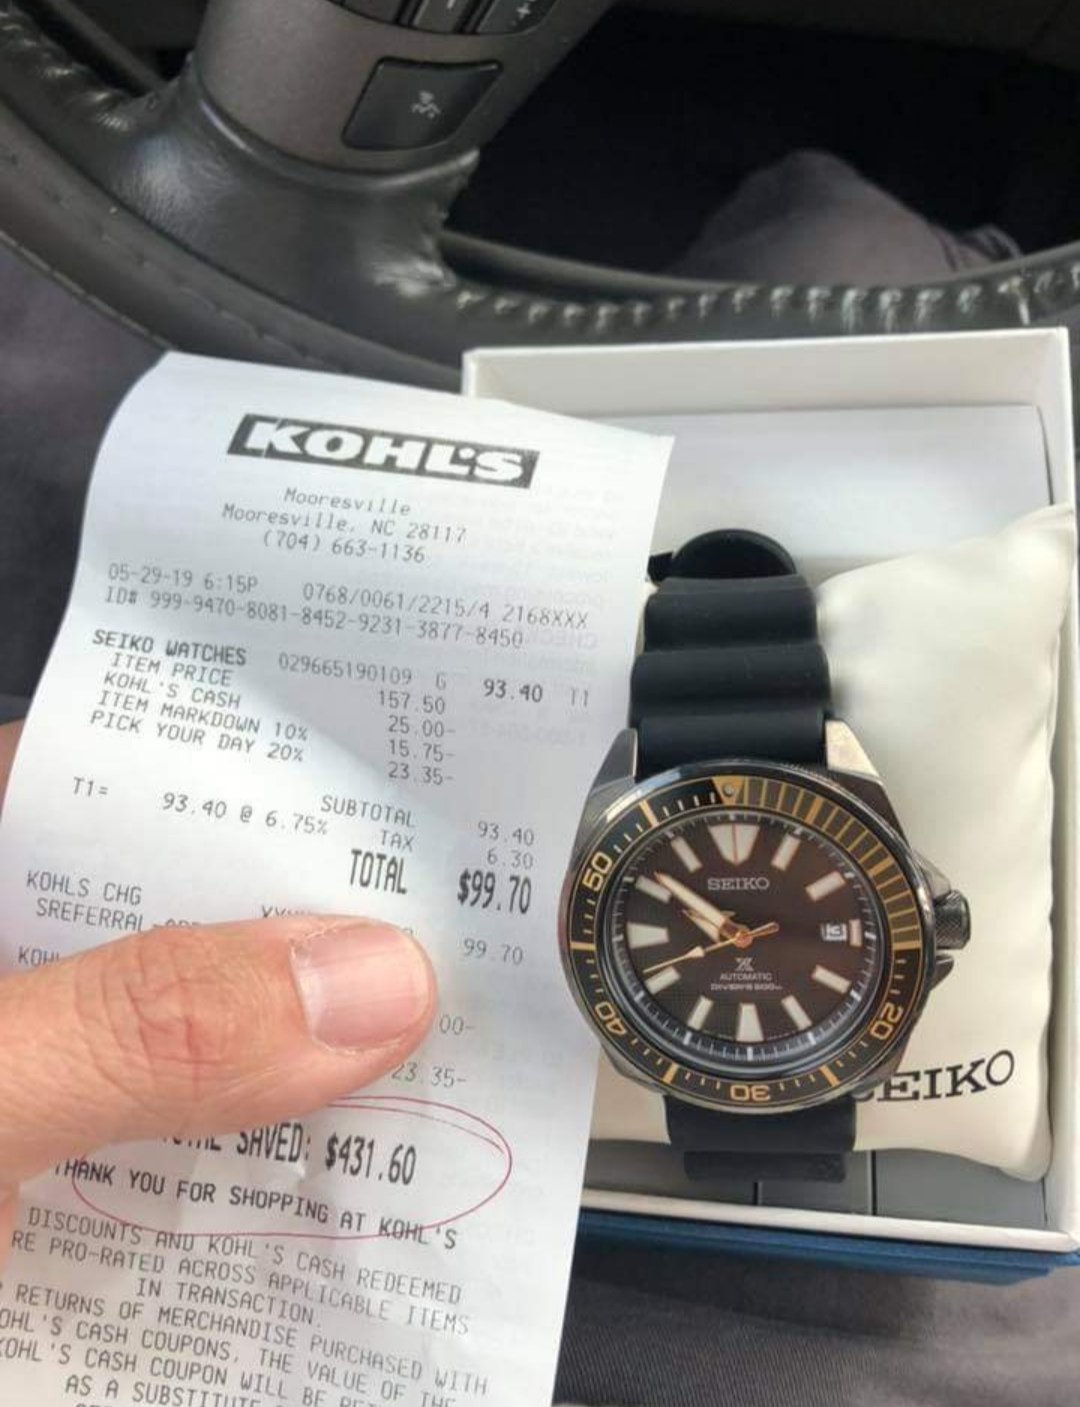 KOHL'S
Mooresville
Mooresville, NC 28117
(704) 663-1136
05-29-19 6:15P 0768/0061/2215/4 2168XXX
ID# 999-9470-8081-8452-9231-3877-8450
SEIKO WATCHES 029665190109 G 93.40 T1
ITEM PRICE 157.50
KOHL'S CASH 25.00-
ITEM MARKDOWN 10% 15.75-
PICK YOUR DAY 20% 23.35-
SUBTOTAL 93.40
T1= 93.40 @ 6.75% TAX 6.30
TOTAL $99.70
KOHLS CHG 99.70
SREFERRAL
00-
23.35-
SAVED: $431.60
THANK YOU FOR SHOPPING AT KOHL'S
DISCOUNTS AND KOHL'S CASH REDEEMED
RE PRO-RATED ACROSS APPLICABLE ITEMS
IN TRANSACTION.
RETURNS OF MERCHANDISE PURCHASED WITH
OHL'S CASH COUPONS, THE VALUE OF THE
KOHL'S CASH COUPON WILL BE
AS A SUBSTITUTE
50
40
30
20
SEIKO
AUTOMATIC
DIVER'S 200m
SEIKO